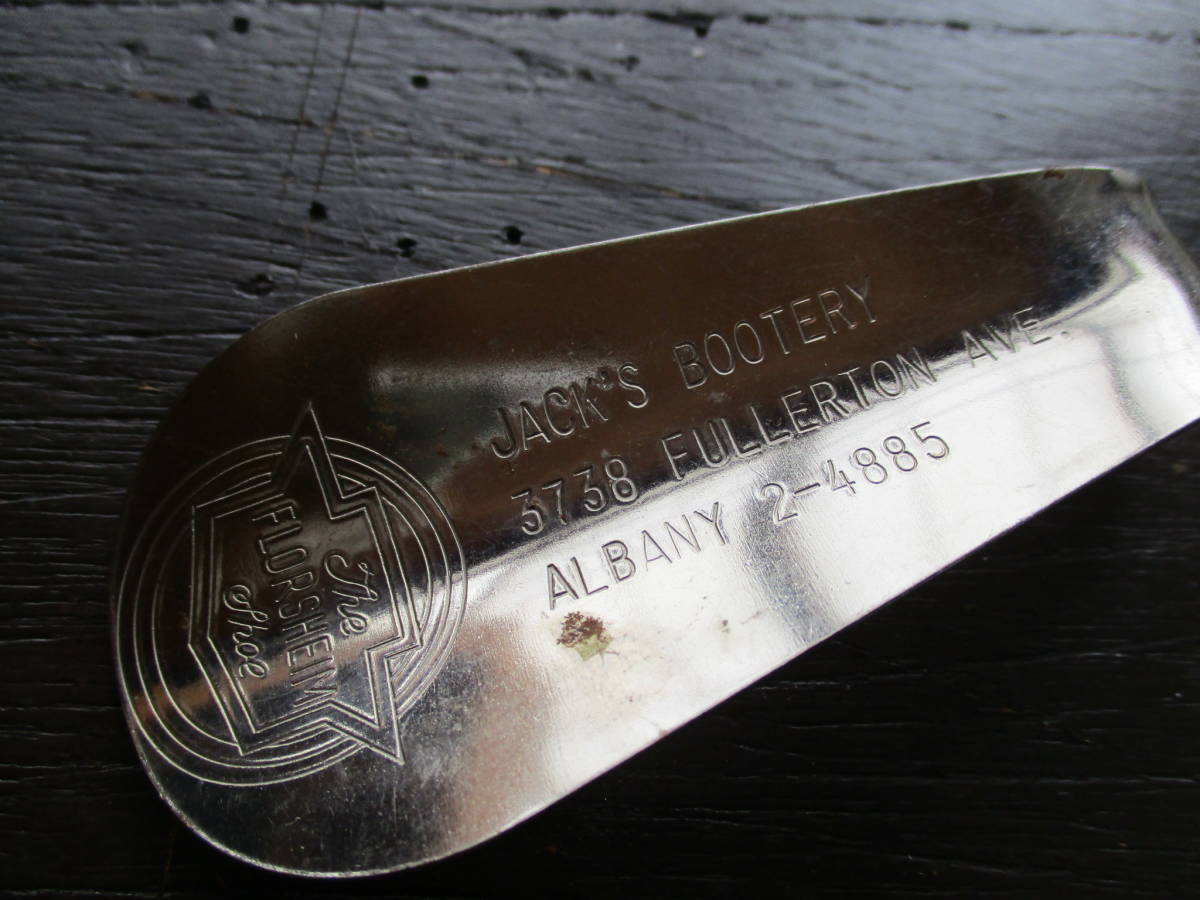 JACK'S BOOTERY
3738 FULLERTON AVE.
ALBANY 2-4885
The
FLORSHEIM
Shoe